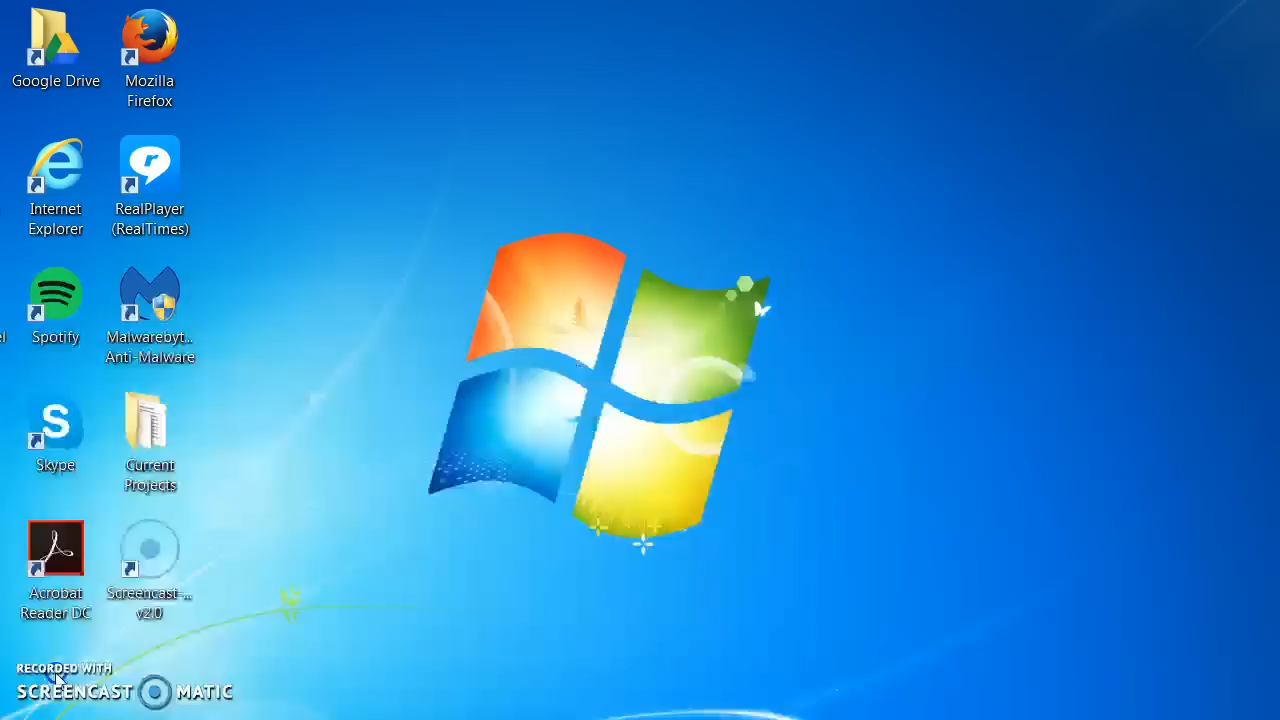 Google Drive
Mozilla
Firefox
Internet
Explorer
RealPlayer
(RealTimes)
Spotify
Malwarebyt...
Anti-Malware
Skype
Current
Projects
Acrobat
Reader DC
Screencast-...
v2.0
RECORDED WITH
SCREENCAST MATIC